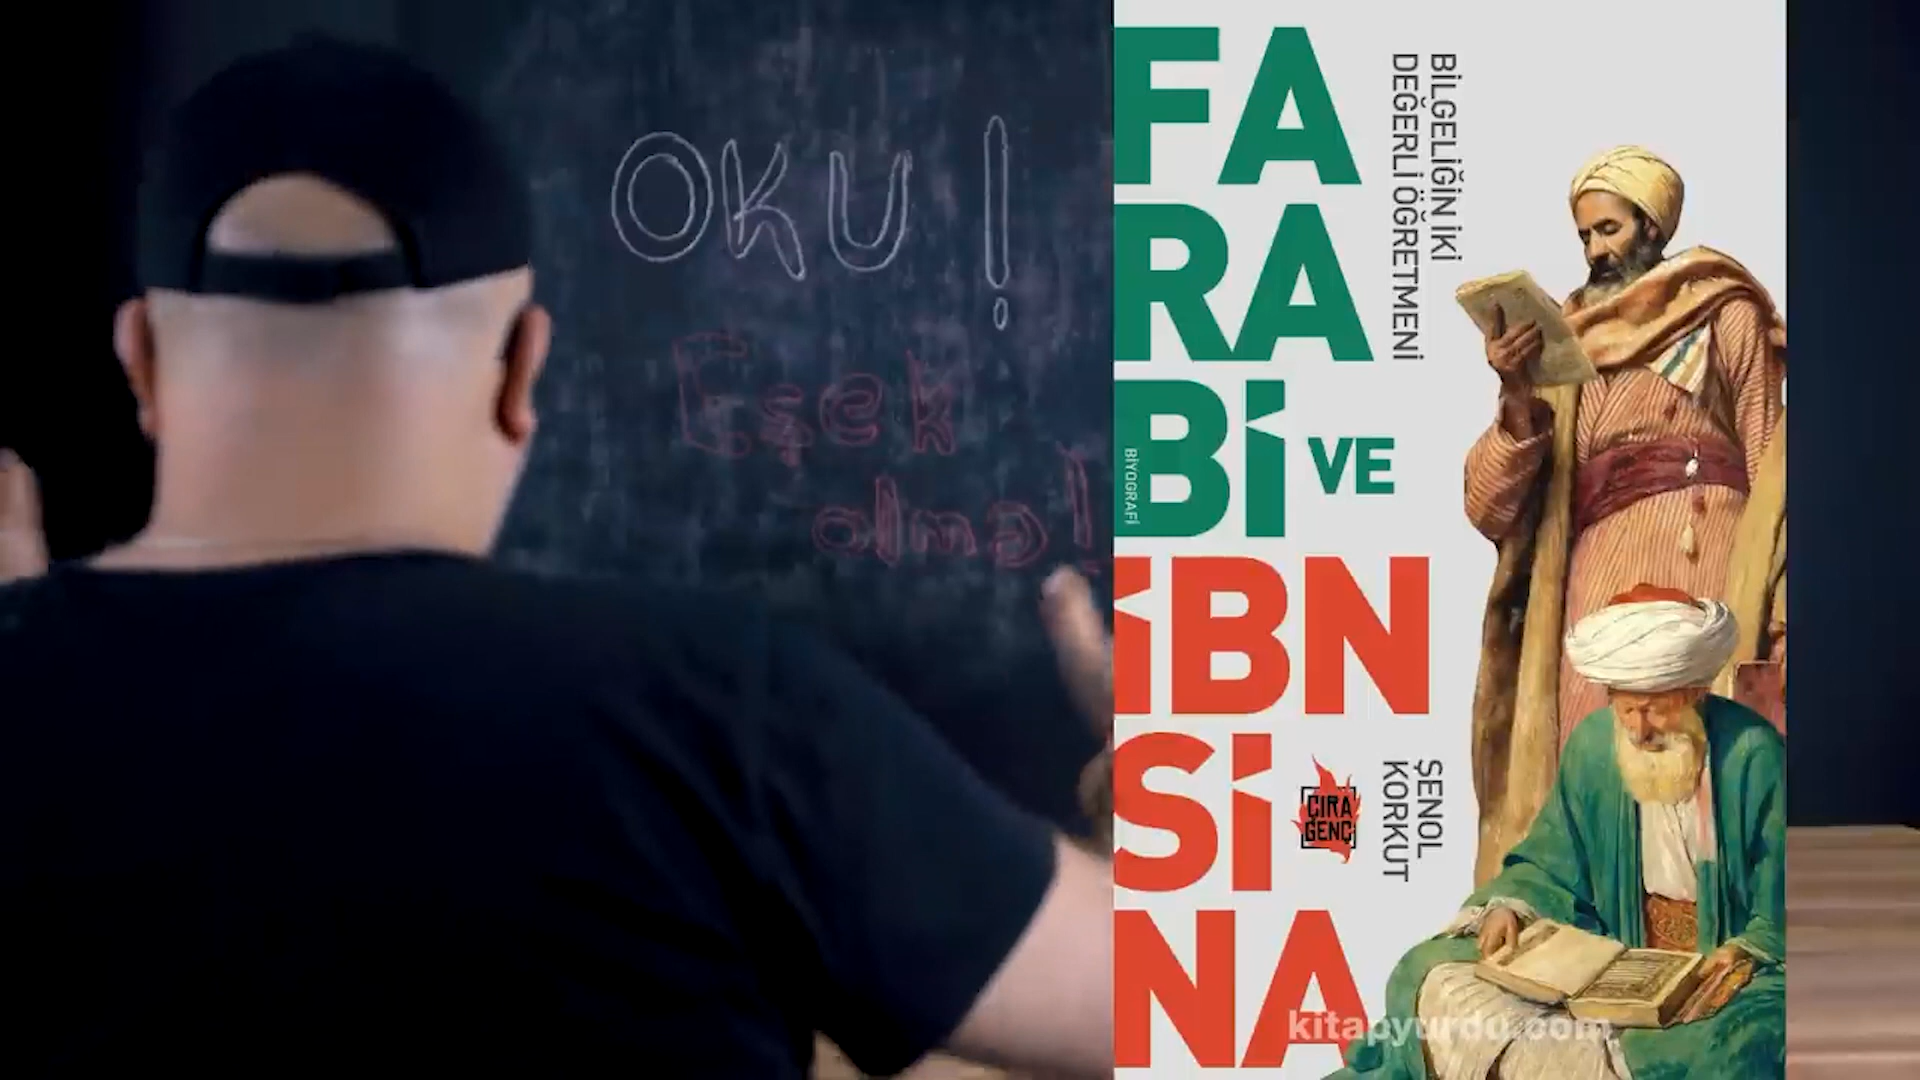 OKU!
Eşek
olma!
FA
RA
Bİ VE
İBN
Sİ
NA
BİLGELİĞİN İKİ
DEĞERLİ ÖĞRETMENİ
BİYOGRAFİ
ÇIRA
GENÇ
ŞENOL
KORKUT
kitapyurdu.com